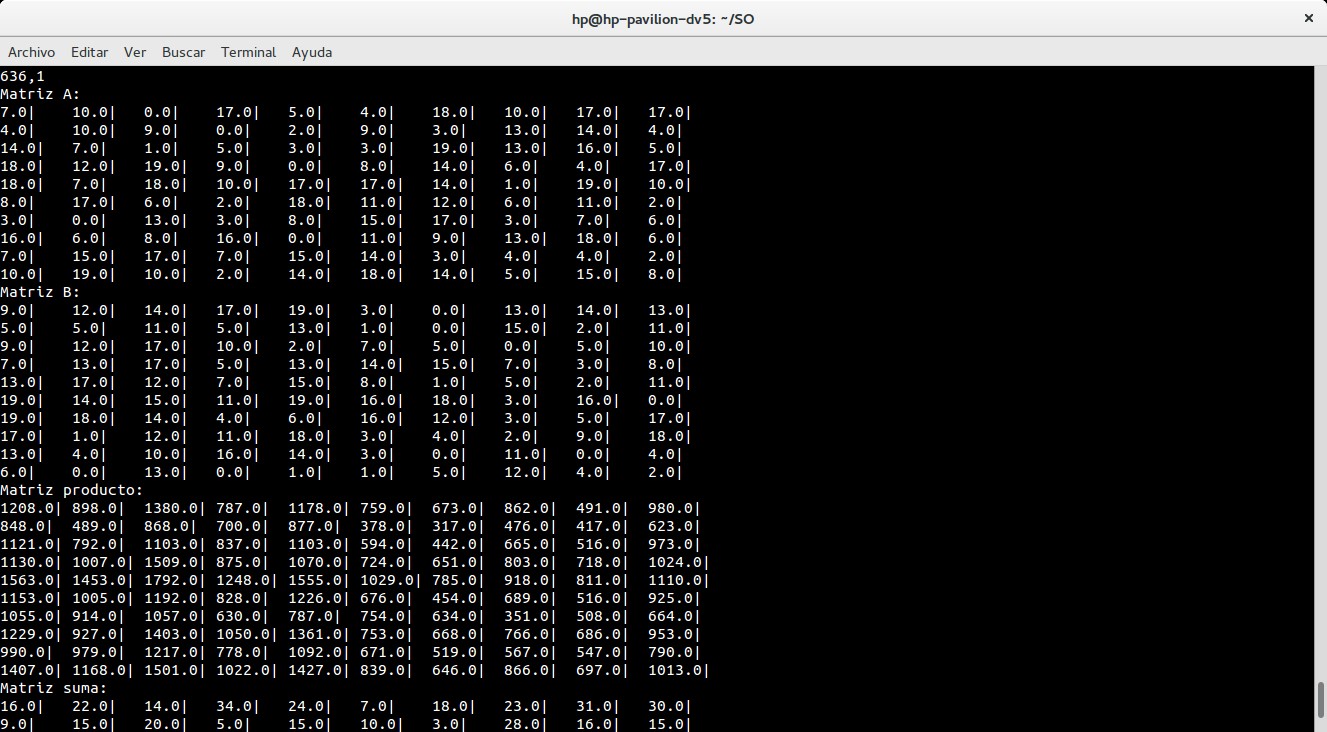 hp@hp-pavilion-dv5: ~/SO
×
Archivo Editar Ver Buscar Terminal Ayuda
636,1
Matriz A:
7.0| 10.0| 0.0| 17.0| 5.0| 4.0| 18.0| 10.0| 17.0| 17.0|
4.0| 10.0| 9.0| 0.0| 2.0| 9.0| 3.0| 13.0| 14.0| 4.0|
14.0| 7.0| 1.0| 5.0| 3.0| 3.0| 19.0| 13.0| 16.0| 5.0|
18.0| 12.0| 19.0| 9.0| 0.0| 8.0| 14.0| 6.0| 4.0| 17.0|
18.0| 7.0| 18.0| 10.0| 17.0| 17.0| 14.0| 1.0| 19.0| 10.0|
8.0| 17.0| 6.0| 2.0| 18.0| 11.0| 12.0| 6.0| 11.0| 2.0|
3.0| 0.0| 13.0| 3.0| 8.0| 15.0| 17.0| 3.0| 7.0| 6.0|
16.0| 6.0| 8.0| 16.0| 0.0| 11.0| 9.0| 13.0| 18.0| 6.0|
7.0| 15.0| 17.0| 7.0| 15.0| 14.0| 3.0| 4.0| 4.0| 2.0|
10.0| 19.0| 10.0| 2.0| 14.0| 18.0| 14.0| 5.0| 15.0| 8.0|
Matriz B:
9.0| 12.0| 14.0| 17.0| 19.0| 3.0| 0.0| 13.0| 14.0| 13.0|
5.0| 5.0| 11.0| 5.0| 13.0| 1.0| 0.0| 15.0| 2.0| 11.0|
9.0| 12.0| 17.0| 10.0| 2.0| 7.0| 5.0| 0.0| 5.0| 10.0|
7.0| 13.0| 17.0| 5.0| 13.0| 14.0| 15.0| 7.0| 3.0| 8.0|
13.0| 17.0| 12.0| 7.0| 15.0| 8.0| 1.0| 5.0| 2.0| 11.0|
19.0| 14.0| 15.0| 11.0| 19.0| 16.0| 18.0| 3.0| 16.0| 0.0|
19.0| 18.0| 14.0| 4.0| 6.0| 16.0| 12.0| 3.0| 5.0| 17.0|
17.0| 1.0| 12.0| 11.0| 18.0| 3.0| 4.0| 2.0| 9.0| 18.0|
13.0| 4.0| 10.0| 16.0| 14.0| 3.0| 0.0| 11.0| 0.0| 4.0|
6.0| 0.0| 13.0| 0.0| 1.0| 1.0| 5.0| 12.0| 4.0| 2.0|
Matriz producto:
1208.0| 898.0| 1380.0| 787.0| 1178.0| 759.0| 673.0| 862.0| 491.0| 980.0|
848.0| 489.0| 868.0| 700.0| 877.0| 378.0| 317.0| 476.0| 417.0| 623.0|
1121.0| 792.0| 1103.0| 837.0| 1103.0| 594.0| 442.0| 665.0| 516.0| 973.0|
1130.0| 1007.0| 1509.0| 875.0| 1070.0| 724.0| 651.0| 803.0| 718.0| 1024.0|
1563.0| 1453.0| 1792.0| 1248.0| 1555.0| 1029.0| 785.0| 918.0| 811.0| 1110.0|
1153.0| 1005.0| 1192.0| 828.0| 1226.0| 676.0| 454.0| 689.0| 516.0| 925.0|
1055.0| 914.0| 1057.0| 630.0| 787.0| 754.0| 634.0| 351.0| 508.0| 664.0|
1229.0| 927.0| 1403.0| 1050.0| 1361.0| 753.0| 668.0| 766.0| 686.0| 953.0|
990.0| 979.0| 1217.0| 778.0| 1092.0| 671.0| 519.0| 567.0| 547.0| 790.0|
1407.0| 1168.0| 1501.0| 1022.0| 1427.0| 839.0| 646.0| 866.0| 697.0| 1013.0|
Matriz suma:
16.0| 22.0| 14.0| 34.0| 24.0| 7.0| 18.0| 23.0| 31.0| 30.0|
9.0| 15.0| 20.0| 5.0| 15.0| 10.0| 3.0| 28.0| 16.0| 15.0|